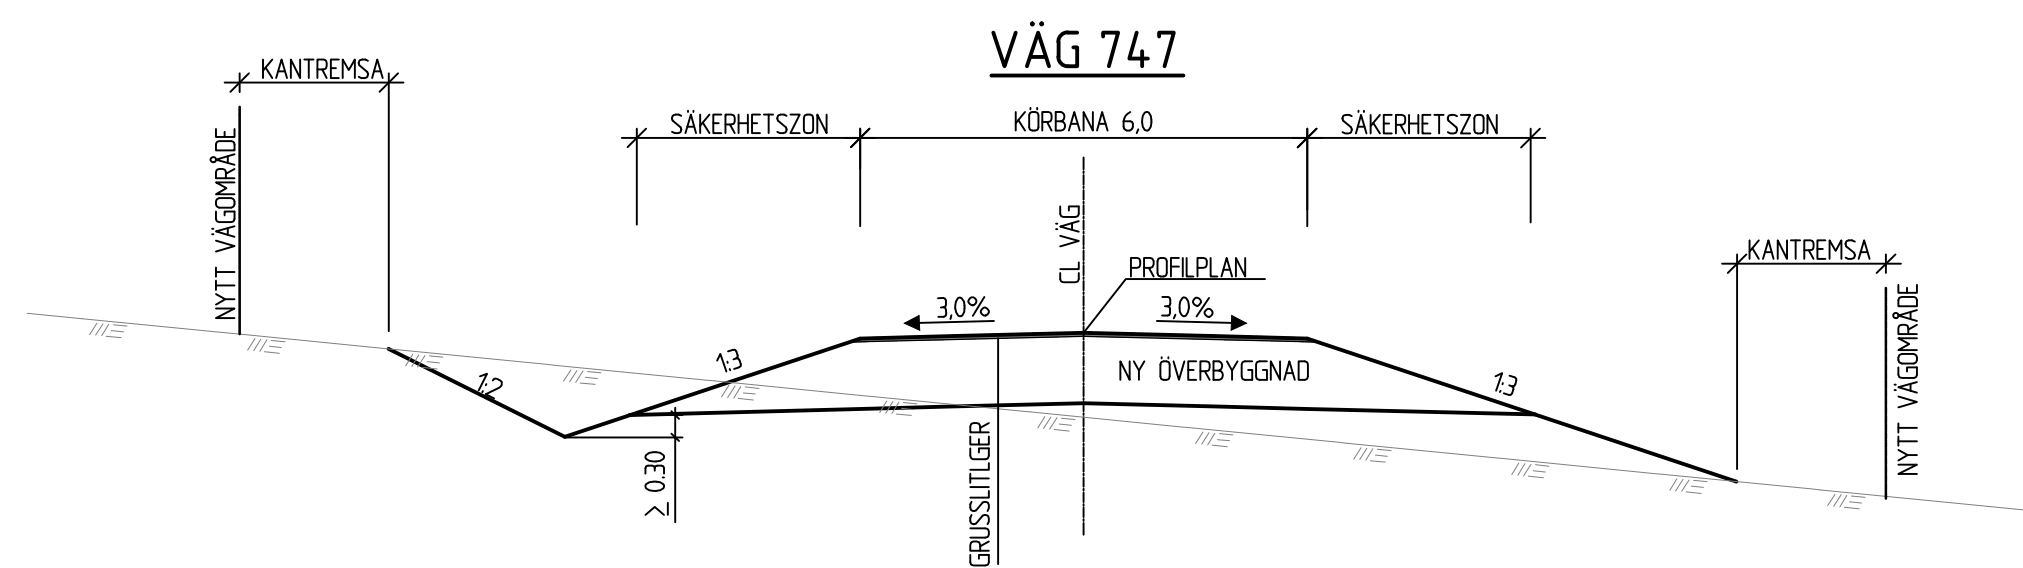 VÄG 747
KANTREMSA
SÄKERHETSZON
KÖRBANA 6,0
SÄKERHETSZON
NYTT VÄGOMRÅDE
CL VÄG
PROFILPLAN
KANTREMSA
3,0%
3,0%
NYTT VÄGOMRÅDE
1:2
1:3
NY ÖVERBYGGNAD
1:3
≥ 0.30
GRUSSLITLGER